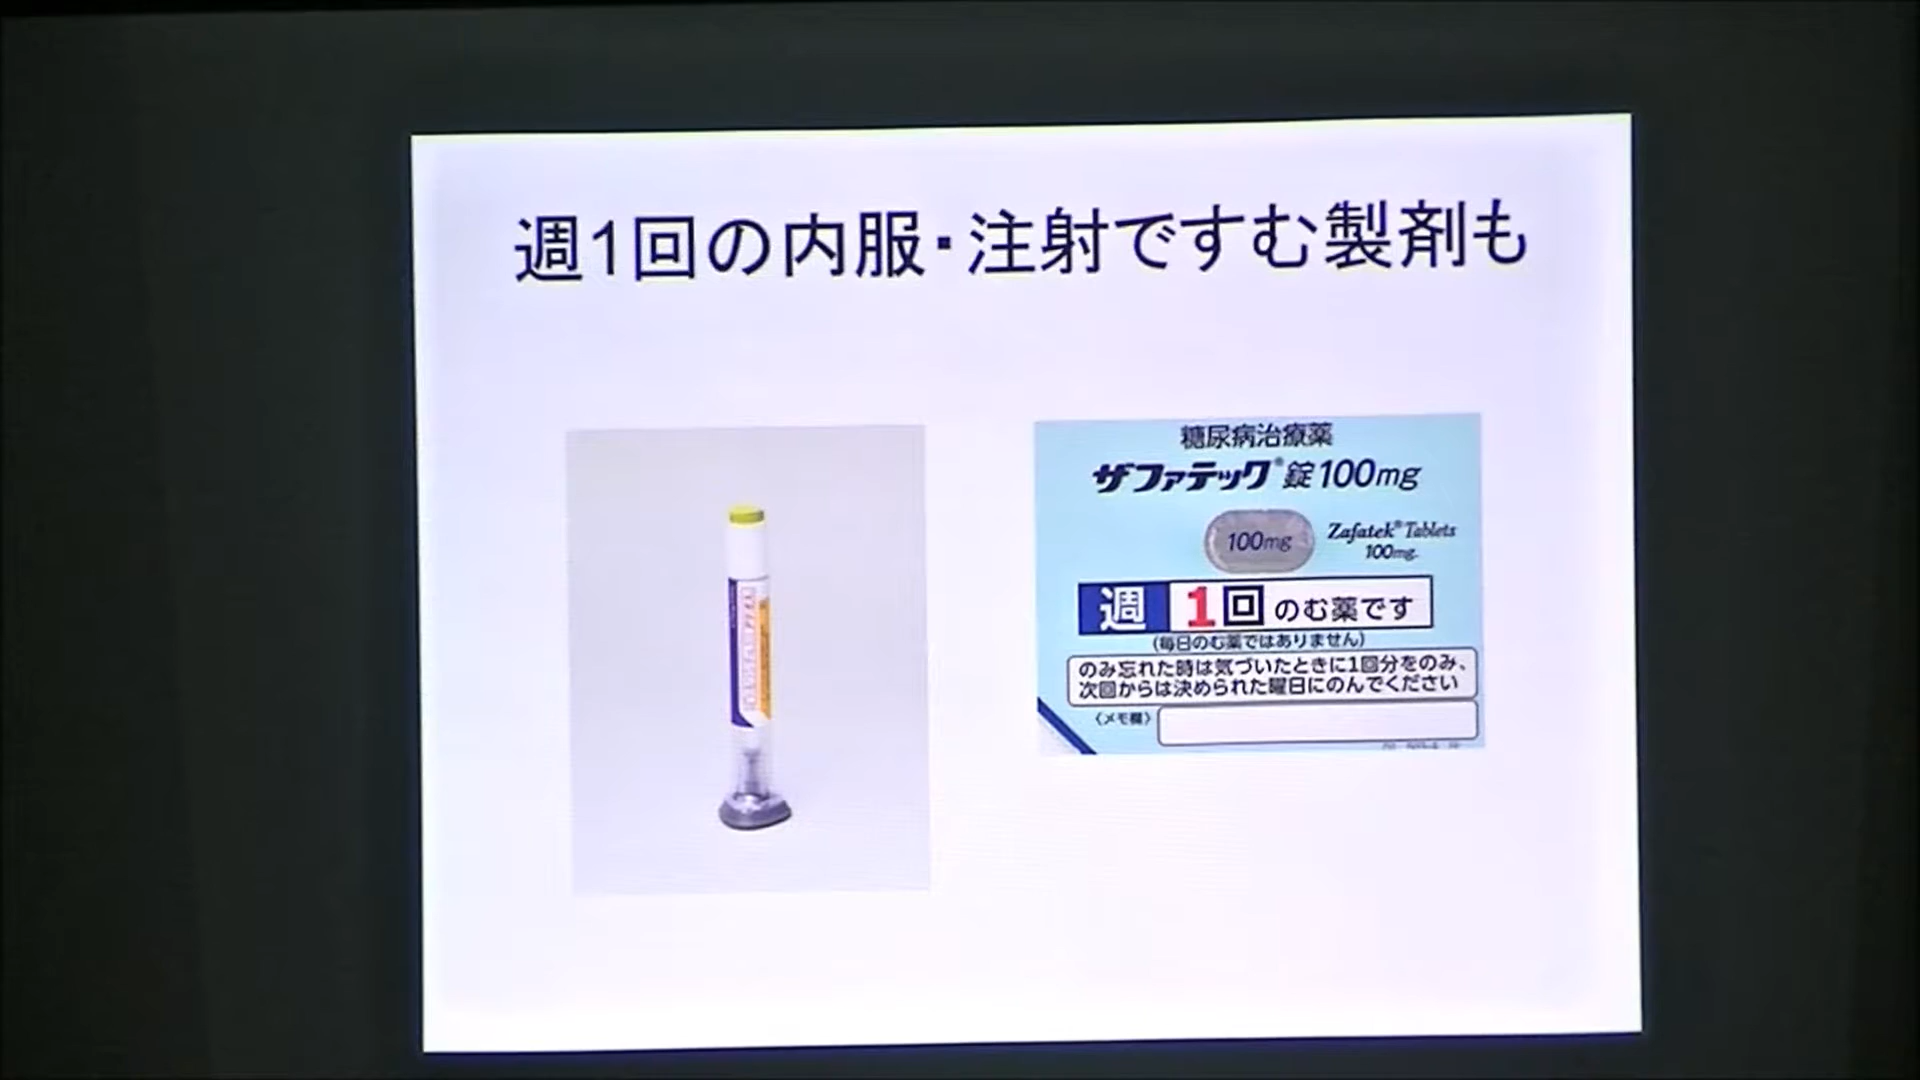 週1回の内服・注射ですむ製剤も
糖尿病治療薬
ザファテック®錠100mg
100mg
Zafatek® Tablets
100mg
週1回のむ薬です
(毎日のむ薬ではありません)
のみ忘れた時は気づいたときに1回分をのみ、
次回からは決められた曜日にのんでください
〈メモ欄〉